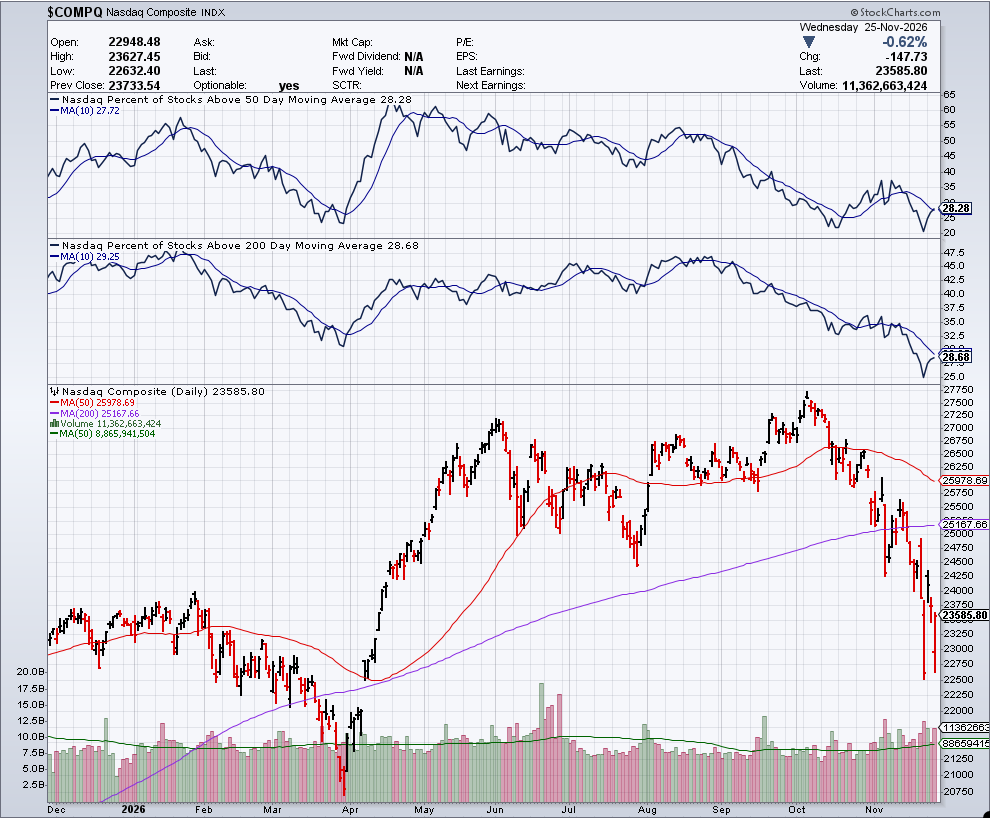 $COMPQ Nasdaq Composite INDX
© StockCharts.com
Wednesday 25-Nov-2026
Open: 22948.48 Ask: Mkt Cap: P/E: ▼ -0.62%
High: 23627.45 Bid: Fwd Dividend: N/A EPS: Chg: -147.73
Low: 22632.40 Last: Fwd Yield: N/A Last Earnings: Last: 23585.80
Prev Close: 23733.54 Optionable: yes SCTR: Next Earnings: Volume: 11,362,663,424
Nasdaq Percent of Stocks Above 50 Day Moving Average 28.28
MA(10) 27.72
65
60
55
50
45
40
35
28.28
25
20
Nasdaq Percent of Stocks Above 200 Day Moving Average 28.68
MA(10) 29.25
47.5
45.0
42.5
40.0
37.5
35.0
32.5
28.68
27.5
25.0
Nasdaq Composite (Daily) 23585.80
MA(50) 25978.69
MA(200) 25167.66
Volume 11,362,663,424
MA(50) 8,865,941,504
27750
27500
27250
27000
26750
26500
26250
25978.69
25750
25500
25167.66
25000
24750
24500
24250
24000
23750
23585.80
23250
23000
22750
22500
22250
22000
11362663
88659415
21250
21000
20750
20.0B
17.5B
15.0B
12.5B
10.0B
7.5B
5.0B
2.5B
Dec 2026 Feb Mar Apr May Jun Jul Aug Sep Oct Nov